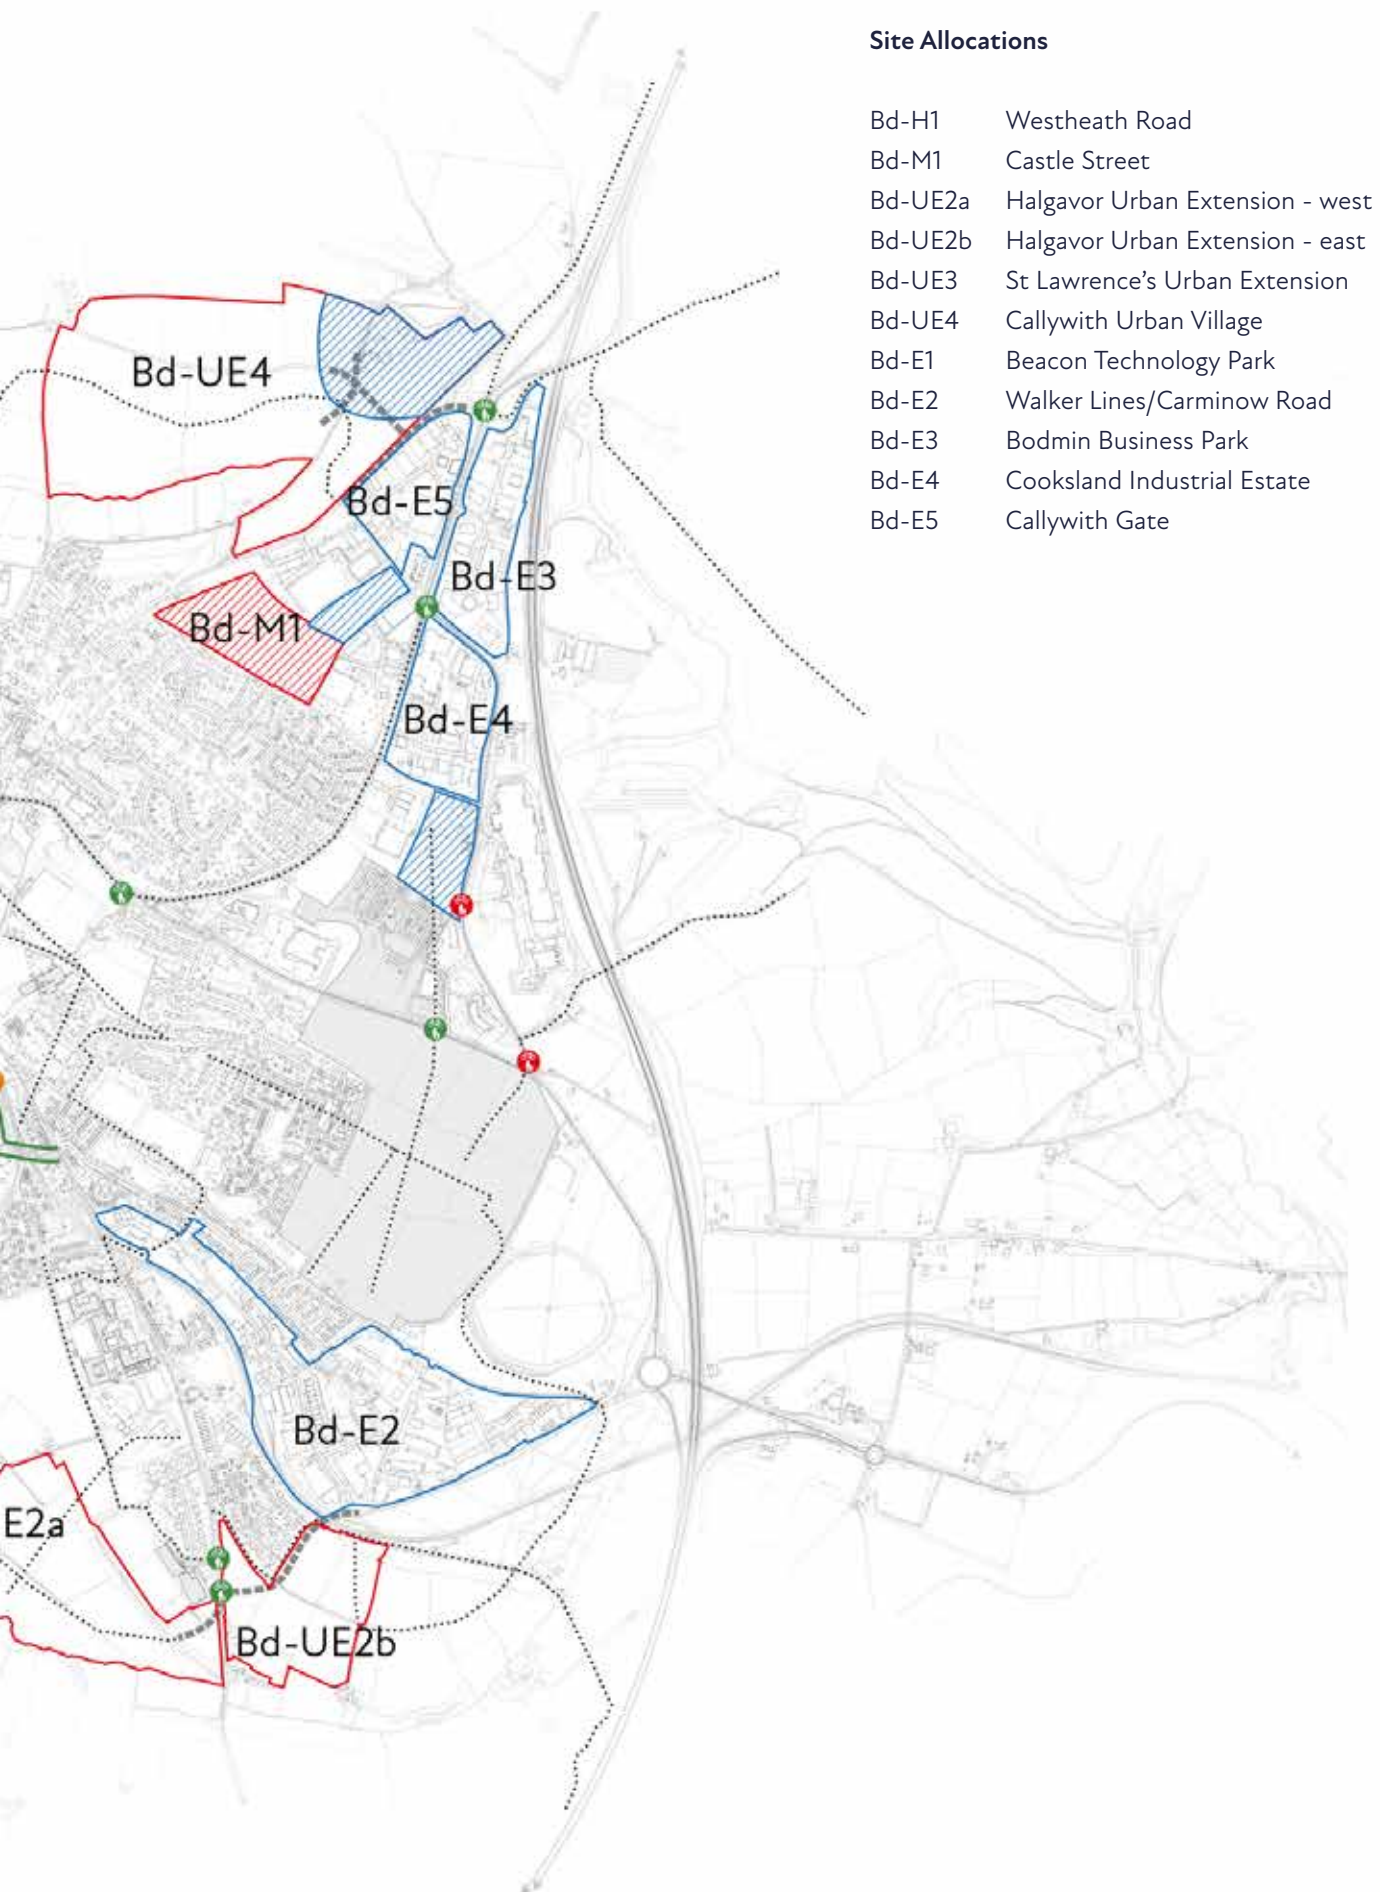 Site Allocations
Bd-H1 Westheath Road
Bd-M1 Castle Street
Bd-UE2a Halgavor Urban Extension - west
Bd-UE2b Halgavor Urban Extension - east
Bd-UE3 St Lawrence’s Urban Extension
Bd-UE4 Callywith Urban Village
Bd-E1 Beacon Technology Park
Bd-E2 Walker Lines/Carminow Road
Bd-E3 Bodmin Business Park
Bd-E4 Cooksland Industrial Estate
Bd-E5 Callywith Gate
Bd-UE4
Bd-E5
Bd-E3
Bd-M1
Bd-E4
Bd-E2
E2a
Bd-UE2b